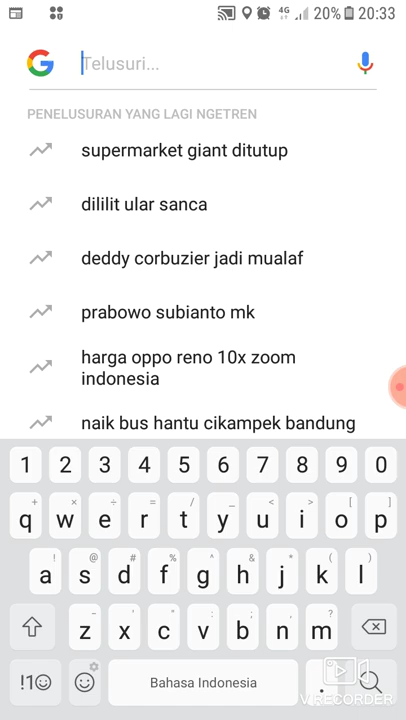 4G 20% 20:33
Telusuri...
PENELUSURAN YANG LAGI NGETREN
supermarket giant ditutup
dililit ular sanca
deddy corbuzier jadi mualaf
prabowo subianto mk
harga oppo reno 10x zoom
indonesia
naik bus hantu cikampek bandung
1 2 3 4 5 6 7 8 9 0
+ × ÷ = / _ < > [ ]
q w e r t y u i o p
! @ # % ^ & * ( )
a s d f g h j k l
- ' " : ; , ?
z x c v b n m
!1☺ Bahasa Indonesia .
V RECORDER